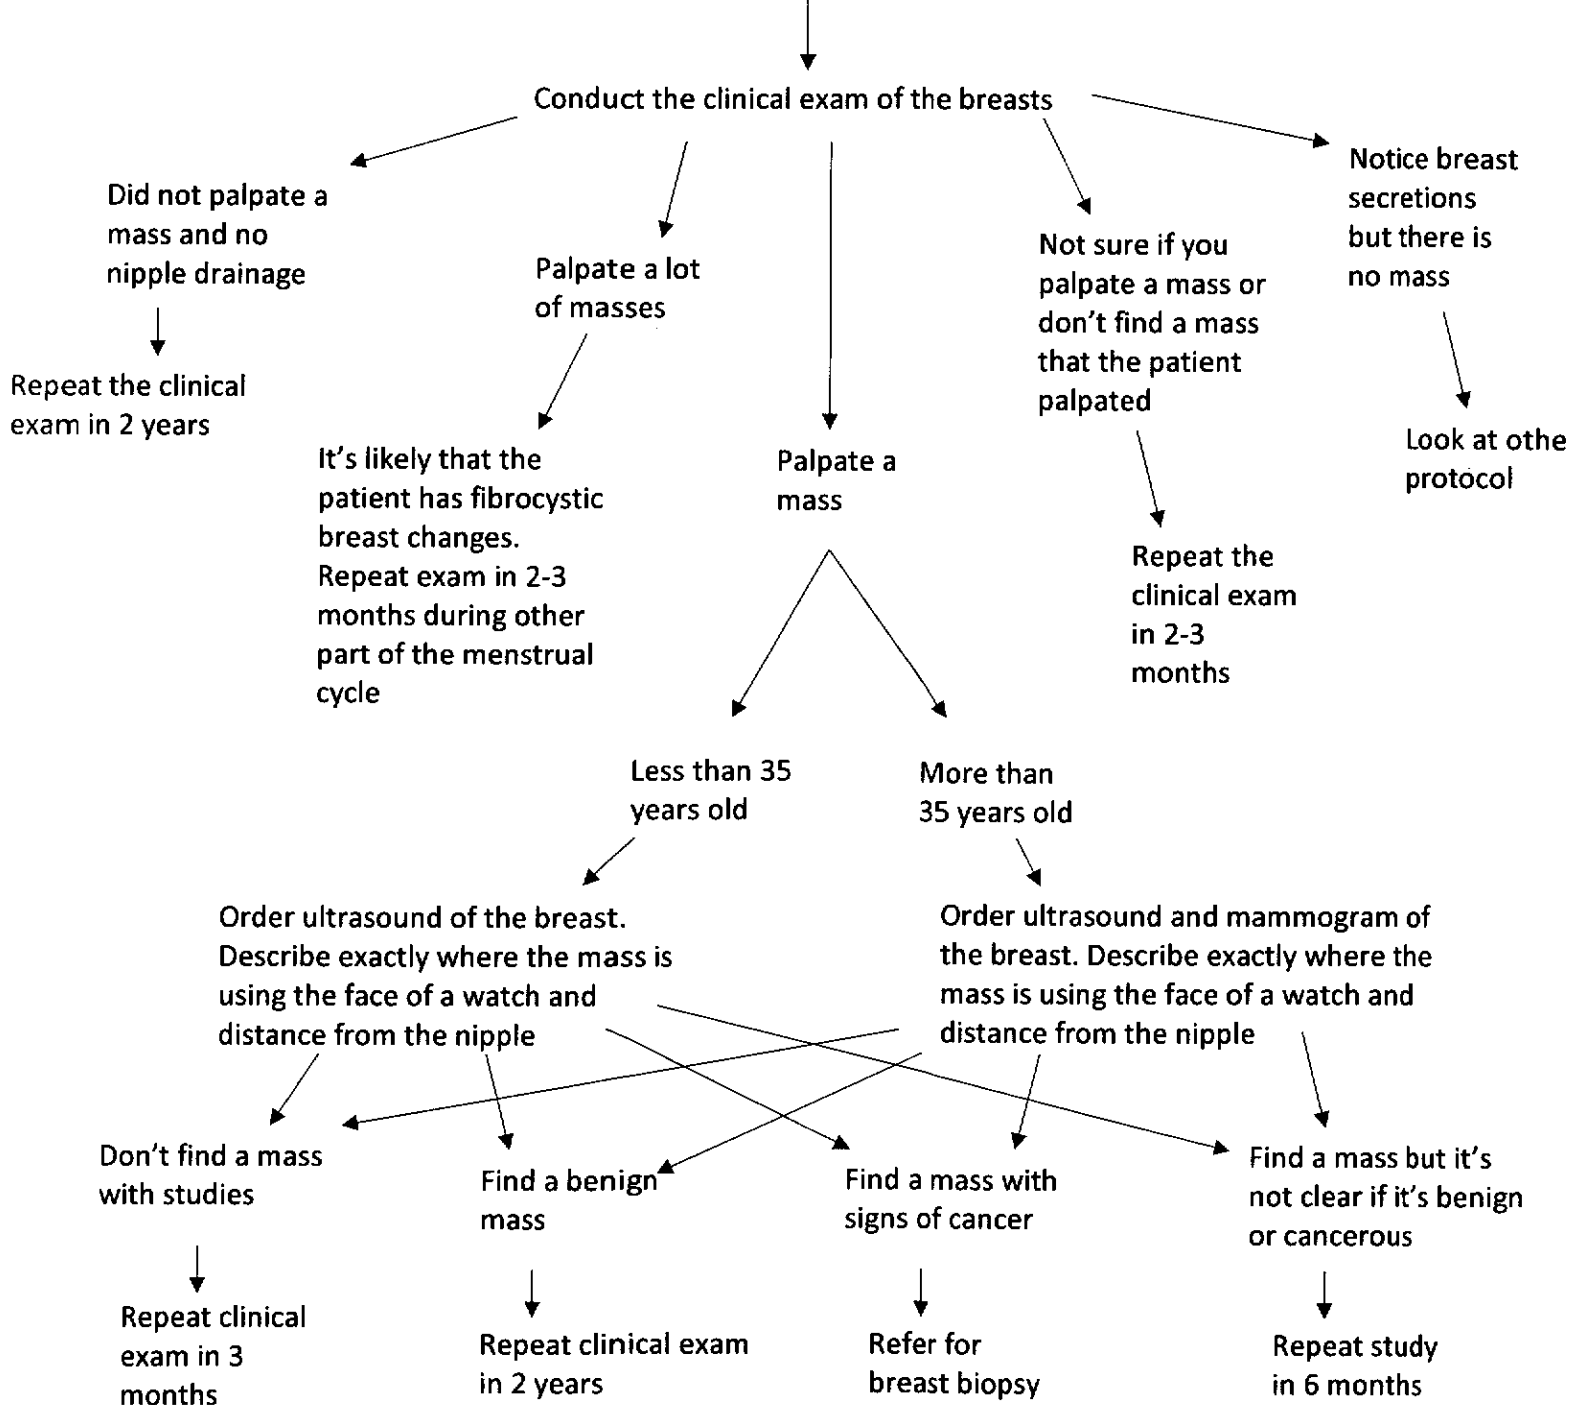 Conduct the clinical exam of the breasts
Did not palpate a
mass and no
nipple drainage
Repeat the clinical
exam in 2 years
Palpate a lot
of masses
It's likely that the
patient has fibrocystic
breast changes.
Repeat exam in 2-3
months during other
part of the menstrual
cycle
Palpate a
mass
Not sure if you
palpate a mass or
don't find a mass
that the patient
palpated
Repeat the
clinical exam
in 2-3
months
Notice breast
secretions
but there is
no mass
Look at othe
protocol
Less than 35
years old
More than
35 years old
Order ultrasound of the breast.
Describe exactly where the mass is
using the face of a watch and
distance from the nipple
Order ultrasound and mammogram of
the breast. Describe exactly where the
mass is using the face of a watch and
distance from the nipple
Don't find a mass
with studies
Repeat clinical
exam in 3
months
Find a benign
mass
Repeat clinical exam
in 2 years
Find a mass with
signs of cancer
Refer for
breast biopsy
Find a mass but it's
not clear if it's benign
or cancerous
Repeat study
in 6 months